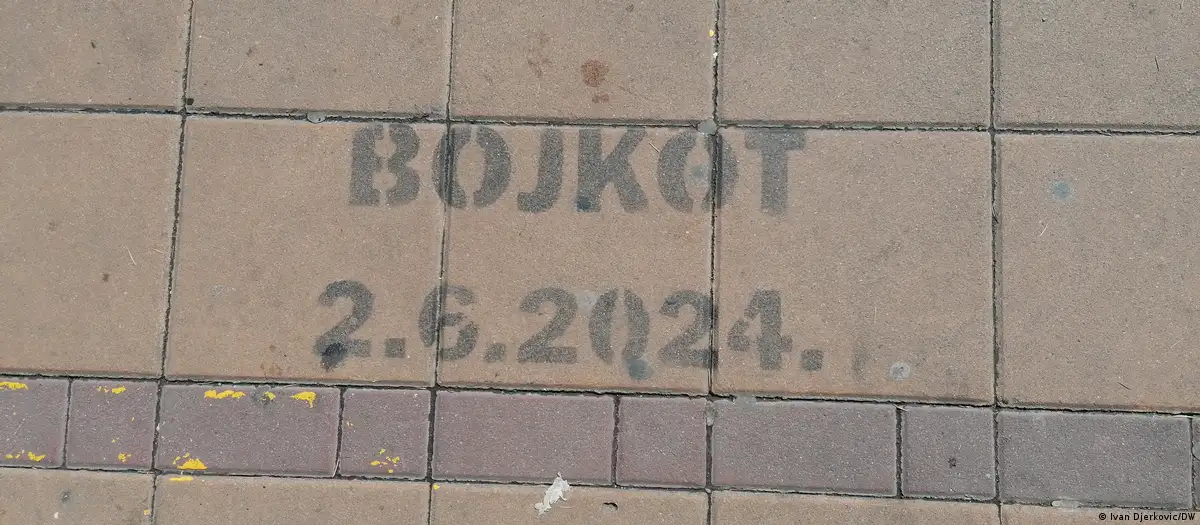 BOJKOT
2.6.2024.
© Ivan Djerkovic/DW